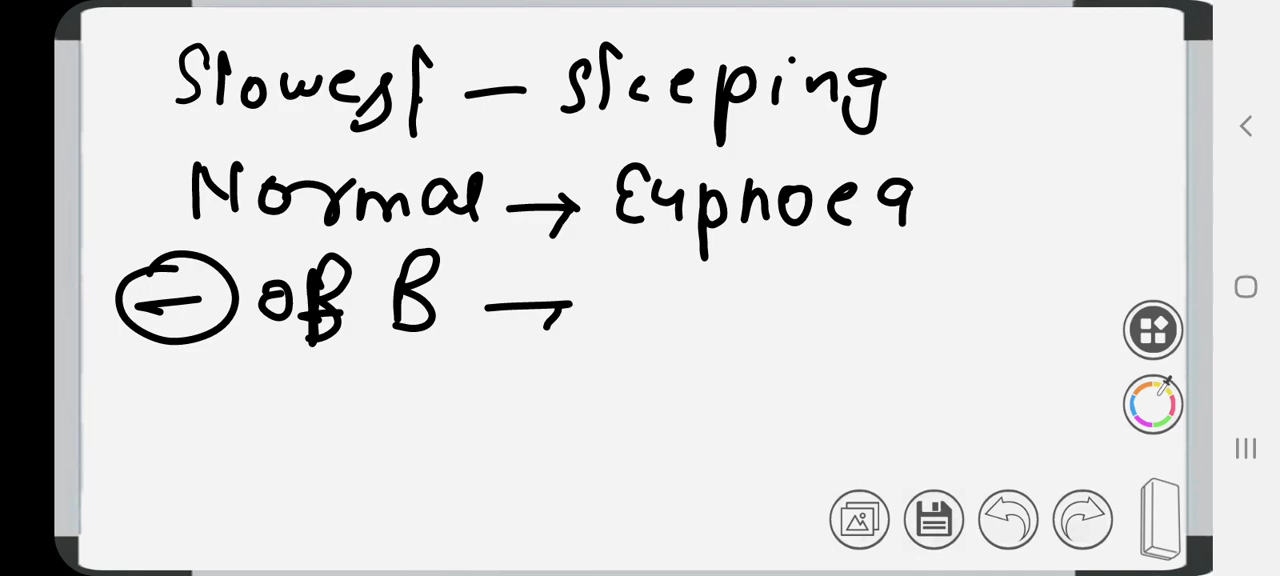 Slowest – sleeping
Normal → Eupnoea
⊖ of B →